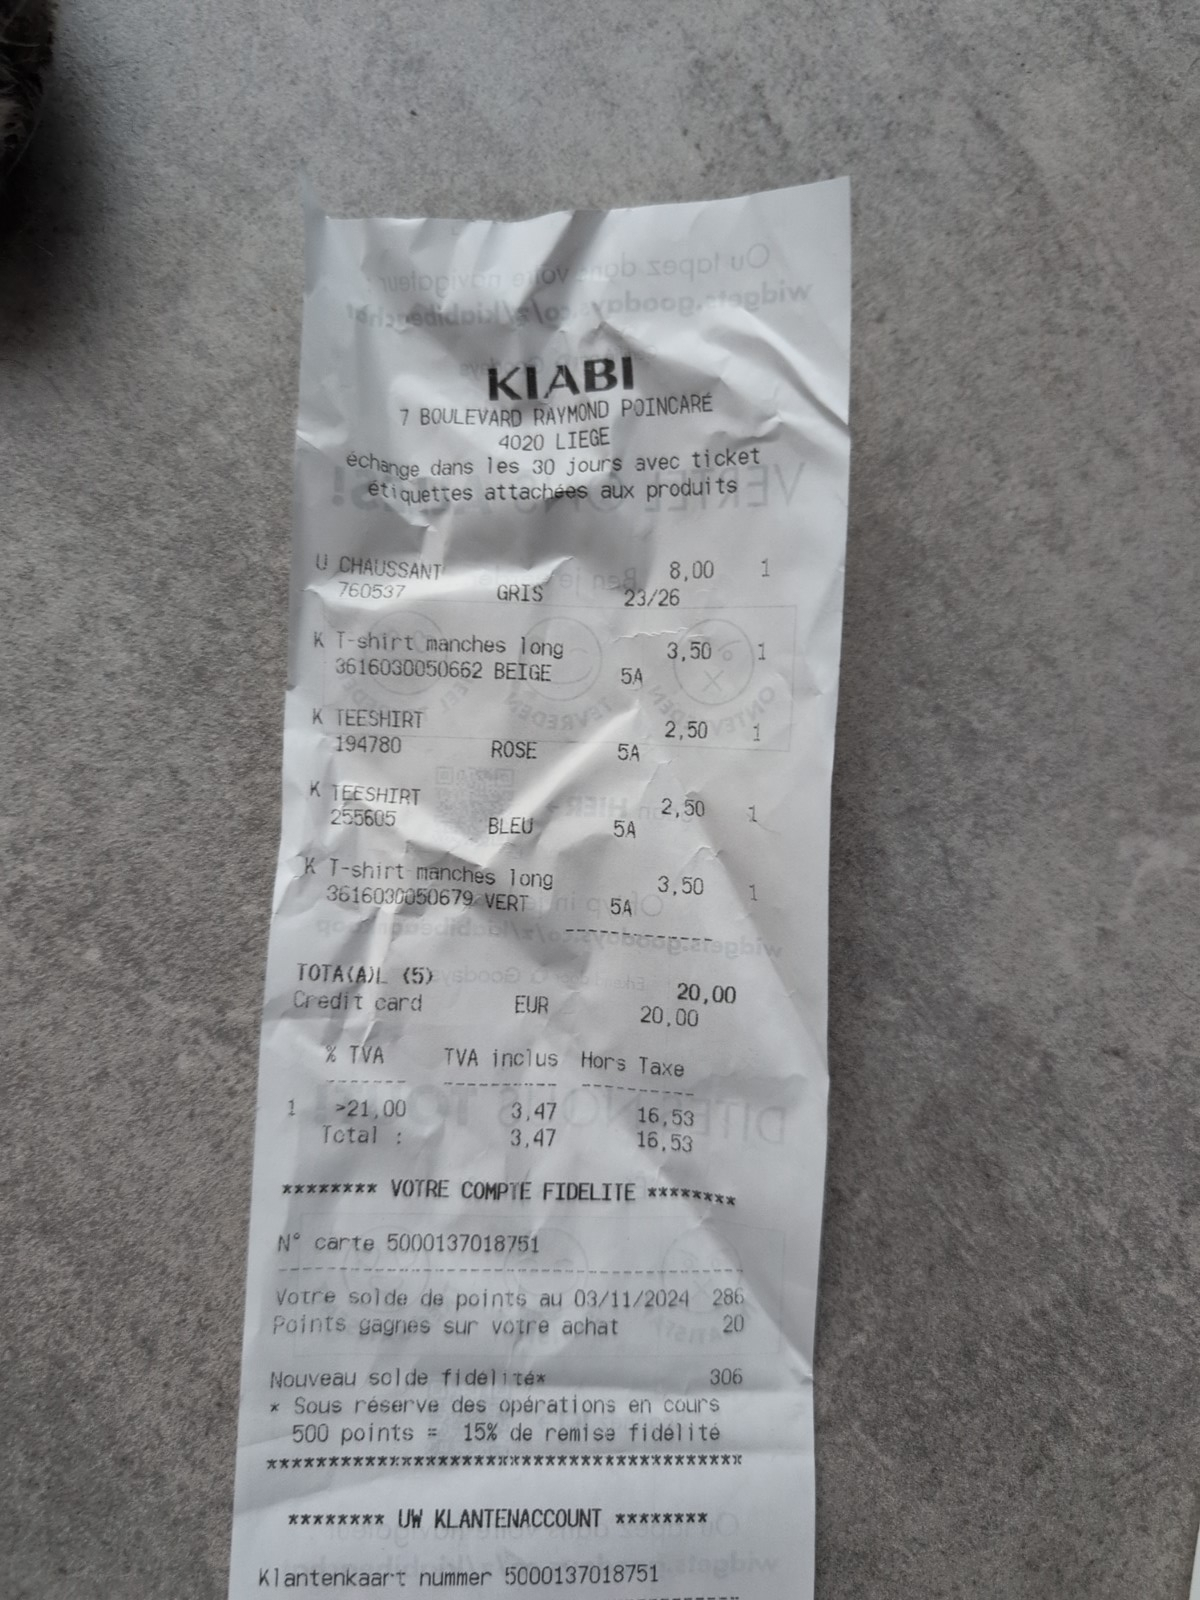 KIABI
7 BOULEVARD RAYMOND POINCARÉ
4020 LIEGE
échange dans les 30 jours avec ticket
étiquettes attachées aux produits
U CHAUSSANT 8,00 1
760537 GRIS 23/26
K T-shirt manches long 3,50 1
3616030050662 BEIGE 5A
K TEESHIRT 2,50 1
194780 ROSE 5A
K TEESHIRT 2,50 1
255605 BLEU 5A
K T-shirt manches long 3,50 1
3616030050679 VERT 5A
TOTA(A)L (5) 20,00
Credit card EUR 20,00
% TVA TVA inclus Hors Taxe
1 >21,00 3,47 16,53
Total : 3,47 16,53
******** VOTRE COMPTE FIDELITE ********
N° carte 5000137018751
Votre solde de points au 03/11/2024 286
Points gagnes sur votre achat 20
Nouveau solde fidélité* 306
* Sous réserve des opérations en cours
500 points = 15% de remise fidélité
***************************************
******** UW KLANTENACCOUNT ********
Klantenkaart nummer 5000137018751